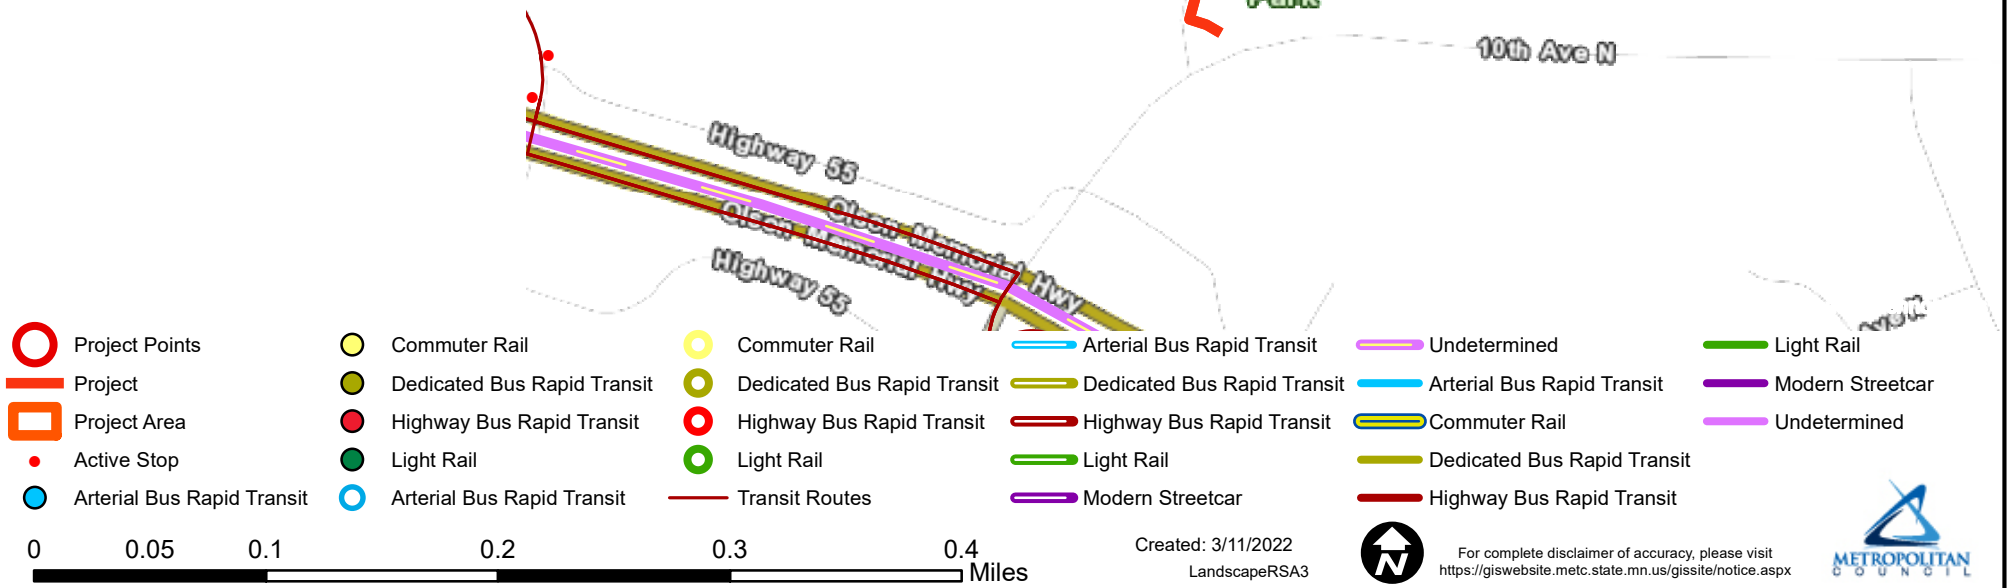 Park
10th Ave N
Highway 55
Olson Memorial Hwy
Olson Memorial Hwy
Highway 55
Ave N
Project Points
Project
Project Area
Active Stop
Arterial Bus Rapid Transit
Commuter Rail
Dedicated Bus Rapid Transit
Highway Bus Rapid Transit
Light Rail
Arterial Bus Rapid Transit
Commuter Rail
Dedicated Bus Rapid Transit
Highway Bus Rapid Transit
Light Rail
Transit Routes
Arterial Bus Rapid Transit
Dedicated Bus Rapid Transit
Highway Bus Rapid Transit
Light Rail
Modern Streetcar
Undetermined
Arterial Bus Rapid Transit
Commuter Rail
Dedicated Bus Rapid Transit
Highway Bus Rapid Transit
Light Rail
Modern Streetcar
Undetermined
0 0.05 0.1 0.2 0.3 0.4
Miles
Created: 3/11/2022
LandscapeRSA3
N
For complete disclaimer of accuracy, please visit
https://giswebsite.metc.state.mn.us/gissite/notice.aspx
METROPOLITAN
COUNCIL